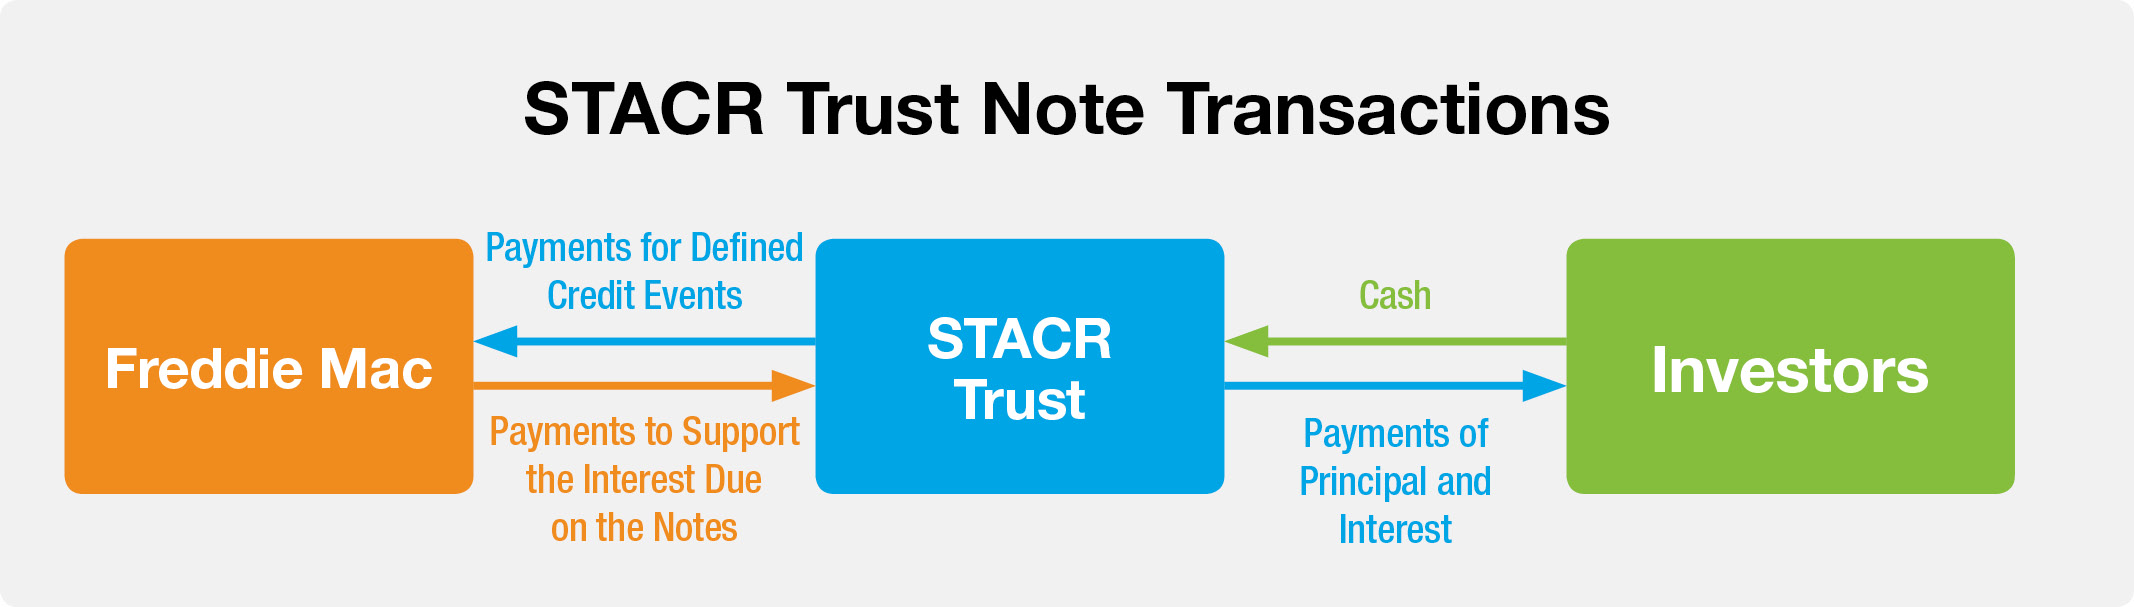 STACR Trust Note Transactions
Freddie Mac
Payments for Defined
Credit Events
Payments to Support
the Interest Due
on the Notes
STACR
Trust
Cash
Payments of
Principal and
Interest
Investors